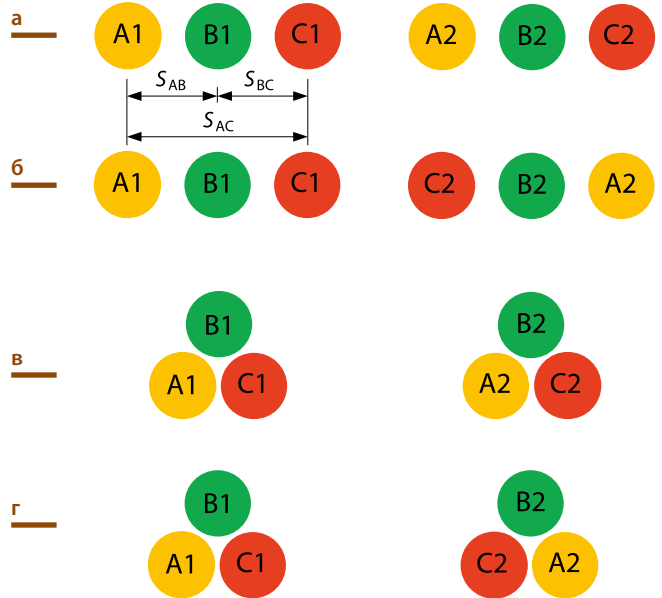 а
A1 B1 C1 A2 B2 C2
SAB SBC
SAC
б
A1 B1 C1 C2 B2 A2
в
B1 B2
A1 C1 A2 C2
г
B1 B2
A1 C1 C2 A2